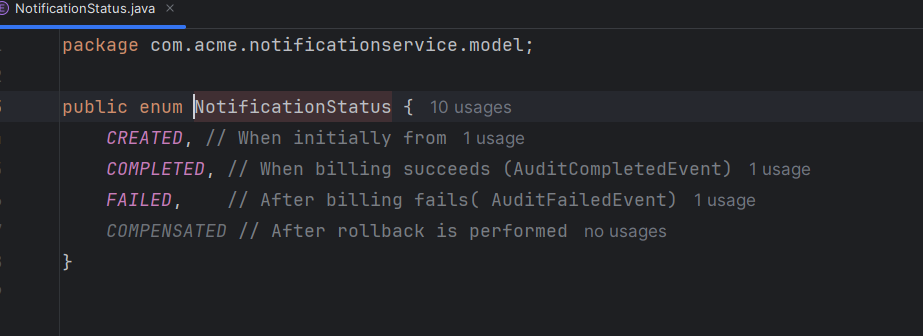 NotificationStatus.java ×
package com.acme.notificationservice.model;
public enum NotificationStatus { 10 usages
CREATED, // When initially from 1 usage
COMPLETED, // When billing succeeds (AuditCompletedEvent) 1 usage
FAILED, // After billing fails( AuditFailedEvent) 1 usage
COMPENSATED // After rollback is performed no usages
}